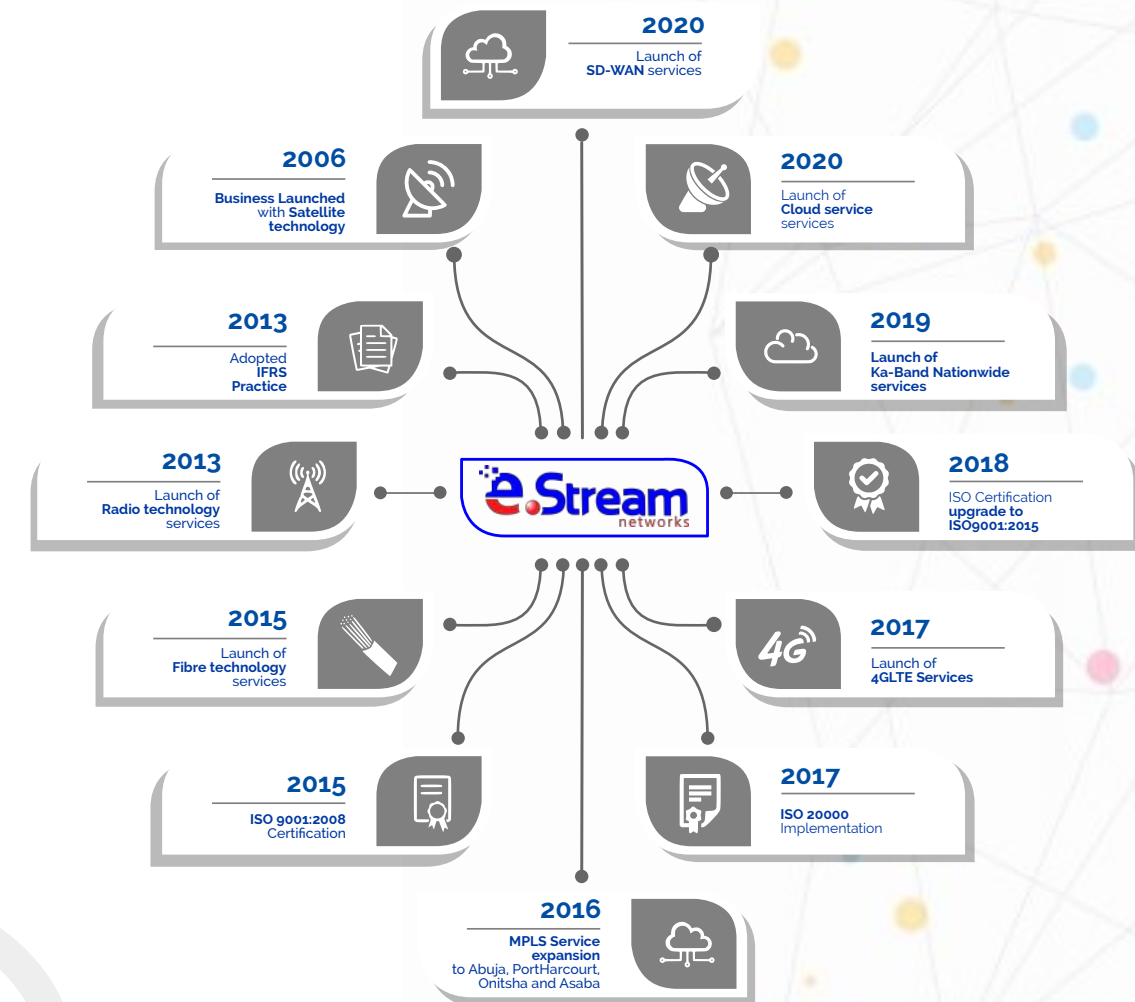 2020
Launch of
SD-WAN services
2006
Business Launched
with Satellite
technology
2020
Launch of
Cloud service
services
2013
Adopted
IFRS
Practice
2019
Launch of
Ka-Band Nationwide
services
2013
Launch of
Radio technology
services
e.Stream
networks
2018
ISO Certification
upgrade to
ISO9001:2015
2015
Launch of
Fibre technology
services
4G
2017
Launch of
4GLTE Services
2015
ISO 9001:2008
Certification
2017
ISO 20000
Implementation
2016
MPLS Service
expansion
to Abuja, PortHarcourt,
Onitsha and Asaba